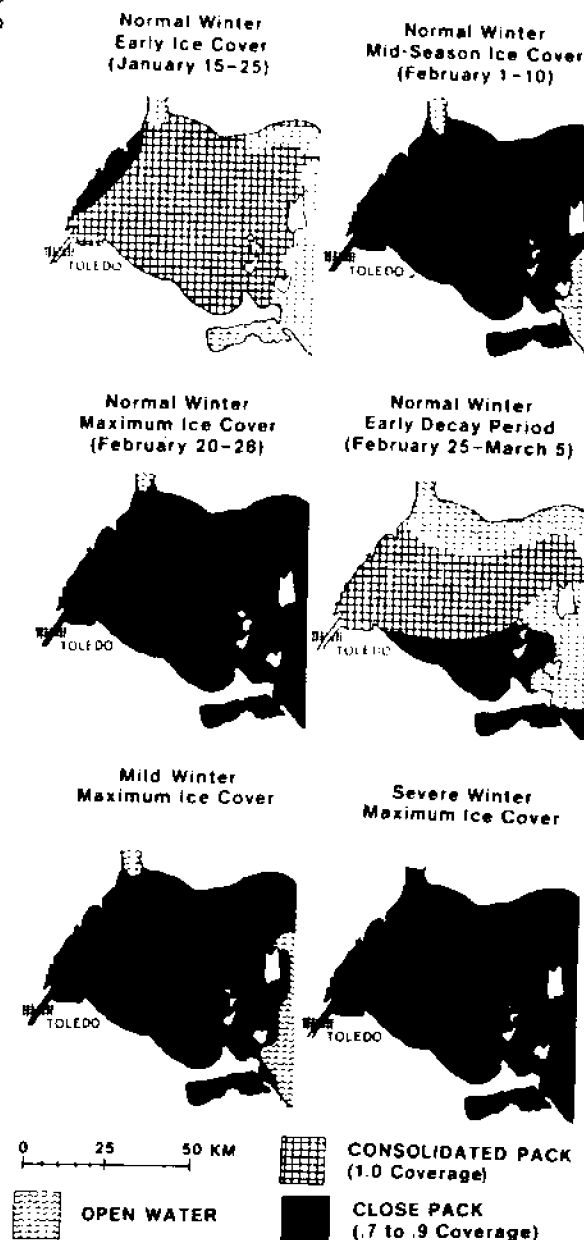 Normal Winter
Early Ice Cover
(January 15-25)
Normal Winter
Mid-Season Ice Cover
(February 1-10)
TOLEDO
TOLEDO
Normal Winter
Maximum Ice Cover
(February 20-28)
Normal Winter
Early Decay Period
(February 25-March 5)
TOLEDO
TOLEDO
Mild Winter
Maximum Ice Cover
Severe Winter
Maximum Ice Cover
TOLEDO
TOLEDO
0 25 50 KM
CONSOLIDATED PACK
(1.0 Coverage)
OPEN WATER
CLOSE PACK
(.7 to .9 Coverage)